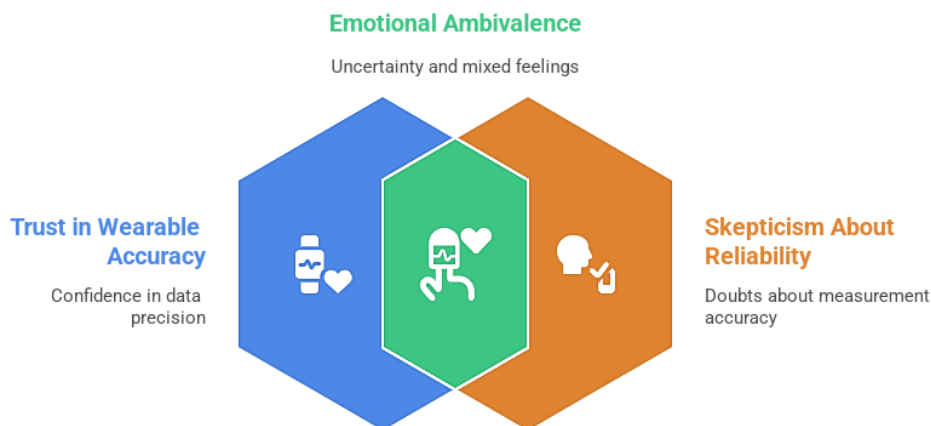 Emotional Ambivalence
Uncertainty and mixed feelings
Trust in Wearable
Accuracy
Confidence in data
precision
Skepticism About
Reliability
Doubts about measurement
accuracy